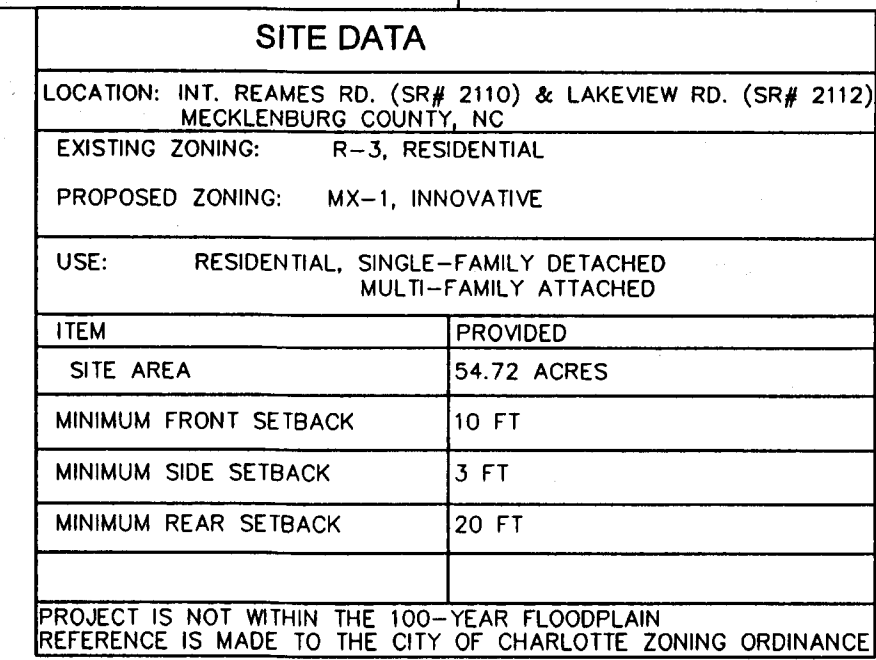 SITE DATA
LOCATION: INT. REAMES RD. (SR# 2110) & LAKEVIEW RD. (SR# 2112)
MECKLENBURG COUNTY, NC
EXISTING ZONING: R-3, RESIDENTIAL
PROPOSED ZONING: MX-1, INNOVATIVE
USE: RESIDENTIAL, SINGLE-FAMILY DETACHED
MULTI-FAMILY ATTACHED
ITEM PROVIDED
SITE AREA 54.72 ACRES
MINIMUM FRONT SETBACK 10 FT
MINIMUM SIDE SETBACK 3 FT
MINIMUM REAR SETBACK 20 FT
PROJECT IS NOT WITHIN THE 100-YEAR FLOODPLAIN
REFERENCE IS MADE TO THE CITY OF CHARLOTTE ZONING ORDINANCE